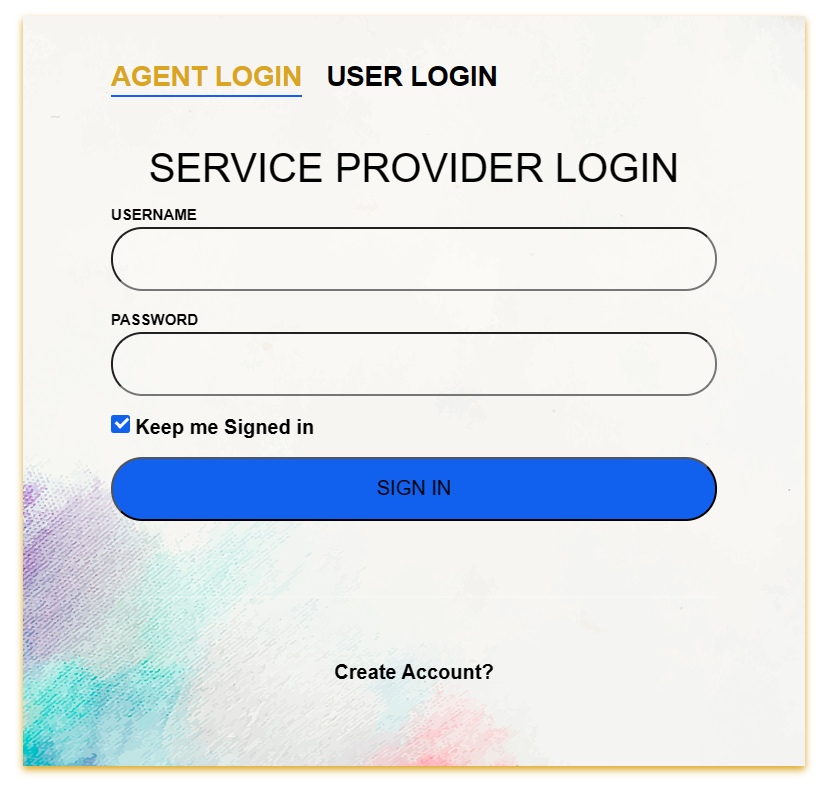 AGENT LOGIN USER LOGIN
SERVICE PROVIDER LOGIN
USERNAME
PASSWORD
Keep me Signed in
SIGN IN
Create Account?